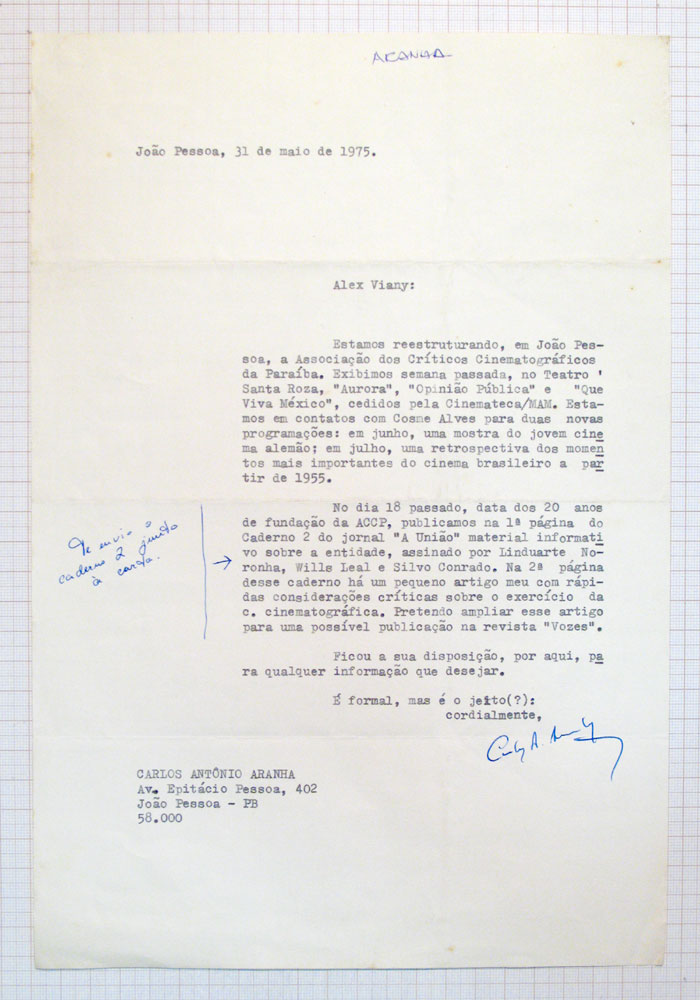 ARANHA
João Pessoa, 31 de maio de 1975.
Alex Viany:
Estamos reestruturando, em João Pes-
soa, a Associação dos Críticos Cinematográficos
da Paraíba. Exibimos semana passada, no Teatro '
Santa Roza, "Aurora", "Opinião Pública" e "Que
Viva México", cedidos pela Cinemateca/MAM. Esta-
mos em contatos com Cosme Alves para duas novas
programações: em junho, uma mostra do jovem cine
ma alemão; em julho, uma retrospectiva dos momen
tos mais importantes do cinema brasileiro a par
tir de 1955.
No dia 18 passado, data dos 20 anos
de fundação da ACCP, publicamos na 1ª página do
Caderno 2 do jornal "A União" material informati
vo sobre a entidade, assinado por Linduarte No-
ronha, Wills Leal e Silvo Conrado. Na 2ª página
desse caderno há um pequeno artigo meu com rápi-
das considerações críticas sobre o exercício da
c. cinematográfica. Pretendo ampliar esse artigo
para uma possível publicação na revista "Vozes".
Te envio o
caderno 2 junto
à carta.
Ficou a sua disposição, por aqui, pa
ra qualquer informação que desejar.
É formal, mas é o jeito(?):
cordialmente,
CARLOS ANTÔNIO ARANHA
Av. Epitácio Pessoa, 402
João Pessoa - PB
58.000